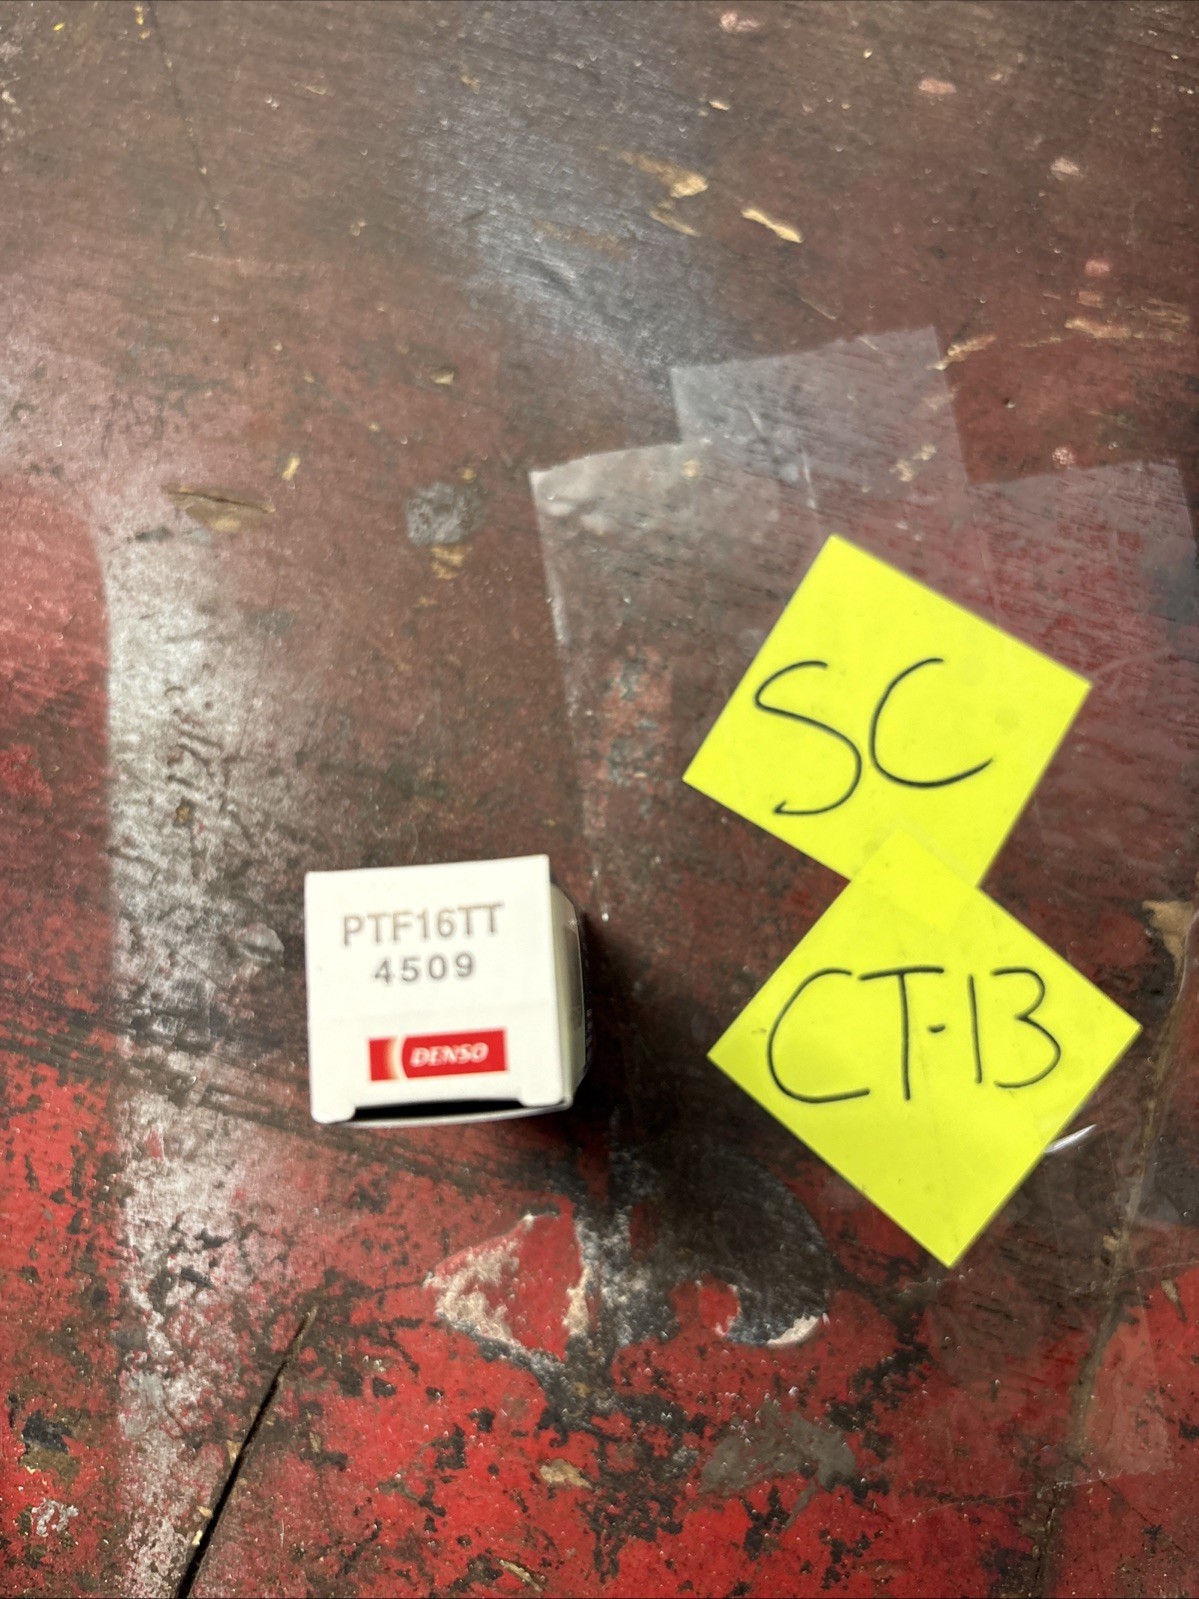 SC
PTF16TT
4509
DENSO
CT-13